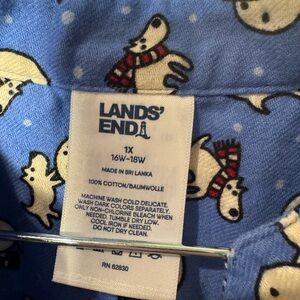 LANDS'
END
1X
16W-18W
MADE IN SRI LANKA
100% COTTON/BAUMWOLLE
MACHINE WASH COLD DELICATE.
WASH DARK COLORS SEPARATELY.
ONLY NON-CHLORINE BLEACH WHEN
NEEDED. TUMBLE DRY LOW.
COOL IRON IF NEEDED.
DO NOT DRY CLEAN.
RN 62830